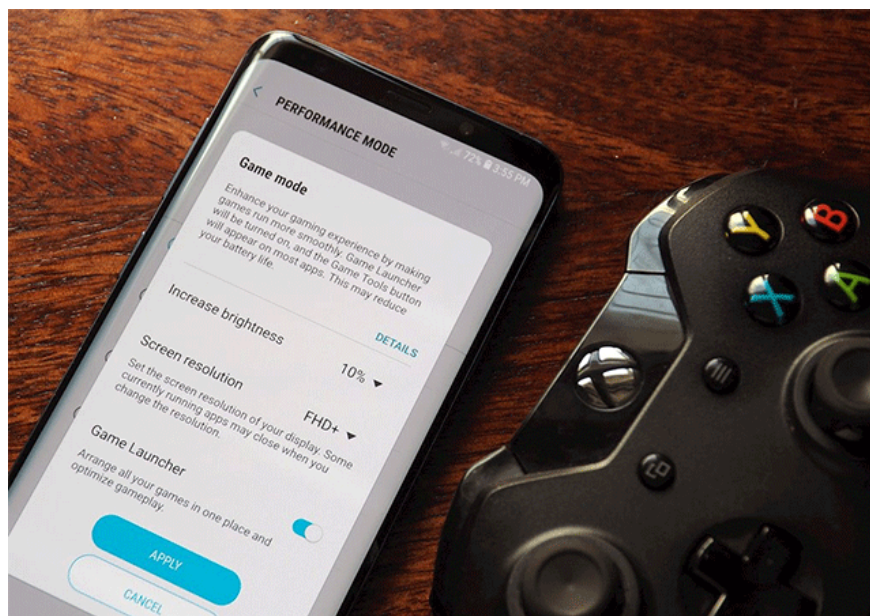 PERFORMANCE MODE
72% 3:55 PM
Game mode
Enhance your gaming experience by making
games run more smoothly. Game Launcher
will be turned on, and the Game Tools button
will appear on most apps. This may reduce
your battery life.
DETAILS
Increase brightness
10%
Screen resolution
FHD+
Set the screen resolution of your display. Some
currently running apps may close when you
change the resolution.
Game Launcher
Arrange all your games in one place and
optimize gameplay.
APPLY
CANCEL
Y
B
X
A